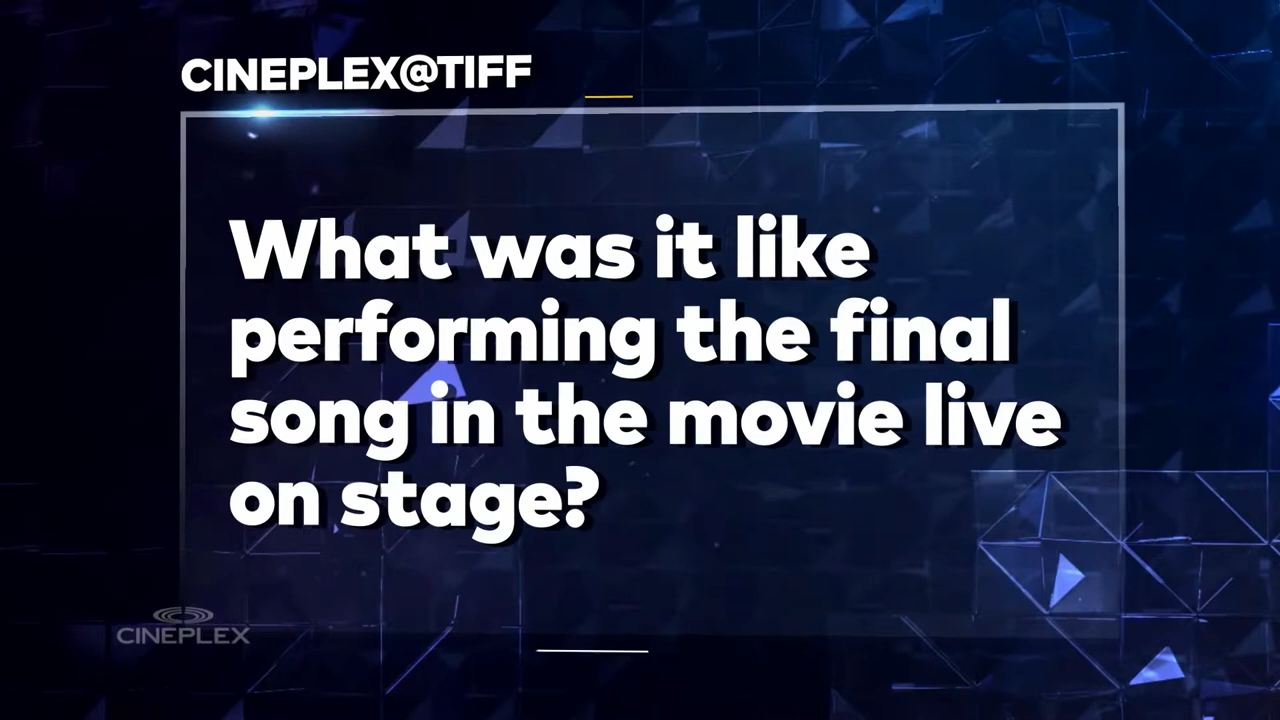 CINEPLEX@TIFF
What was it like
performing the final
song in the movie live
on stage?
CINEPLEX